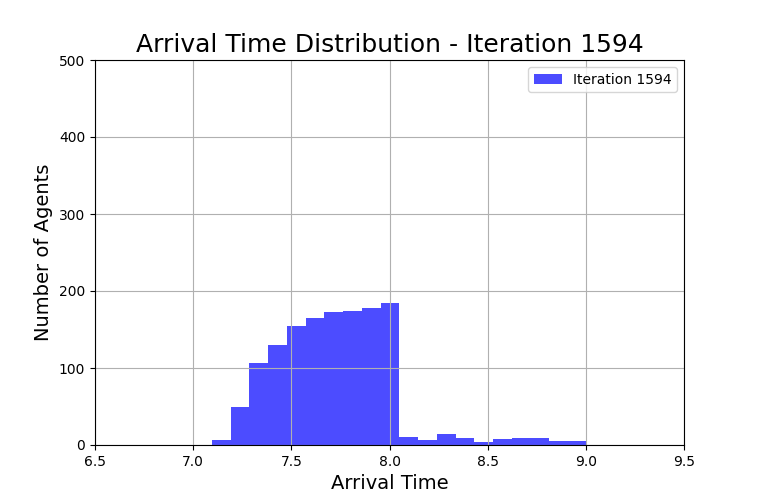 Arrival Time Distribution - Iteration 1594
Iteration 1594
Number of Agents
500
400
300
200
100
0
6.5 7.0 7.5 8.0 8.5 9.0 9.5
Arrival Time